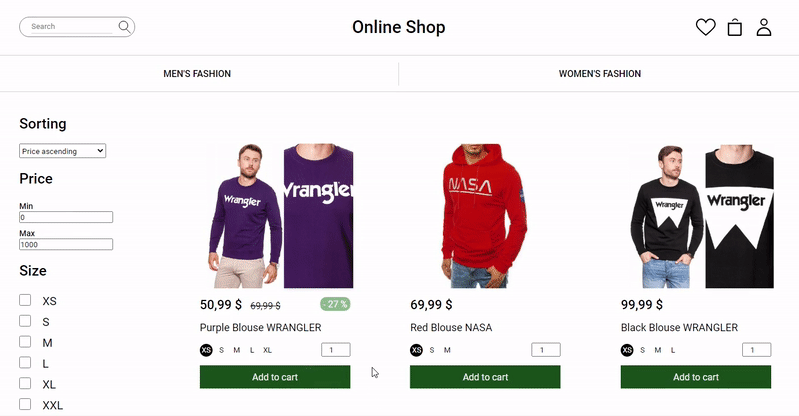 Search
Online Shop
MEN'S FASHION
WOMEN'S FASHION
Sorting
Price ascending
Price
Min
0
Max
1000
Size
XS
S
M
L
XL
XXL
Wrangler
Wrangler
50,99 $ 69,99 $ - 27 %
Purple Blouse WRANGLER
XS S M L XL 1
Add to cart
NASA
69,99 $
Red Blouse NASA
XS S M 1
Add to cart
Wrangler
Wrangler
99,99 $
Black Blouse WRANGLER
XS S M L 1
Add to cart